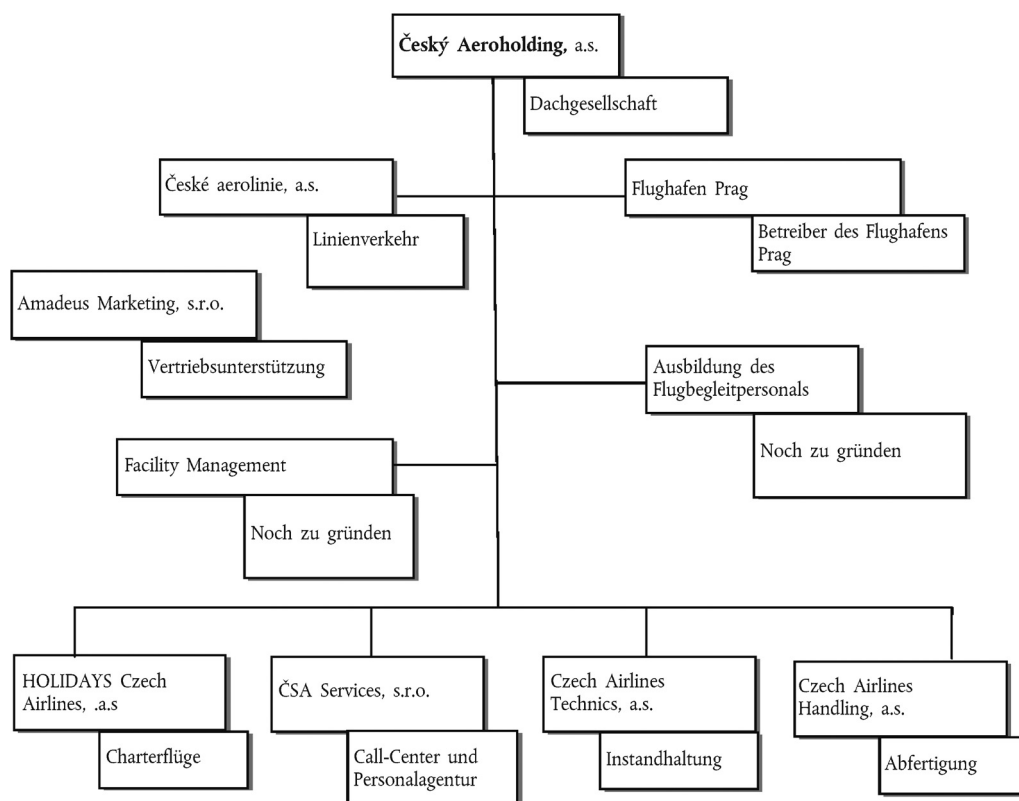 Český Aeroholding, a.s.
Dachgesellschaft
České aerolinie, a.s.
Linienverkehr
Flughafen Prag
Betreiber des Flughafens
Prag
Amadeus Marketing, s.r.o.
Vertriebsunterstützung
Ausbildung des
Flugbegleitpersonals
Noch zu gründen
Facility Management
Noch zu gründen
HOLIDAYS Czech
Airlines, .a.s
Charterflüge
ČSA Services, s.r.o.
Call-Center und
Personalagentur
Czech Airlines
Technics, a.s.
Instandhaltung
Czech Airlines
Handling, a.s.
Abfertigung